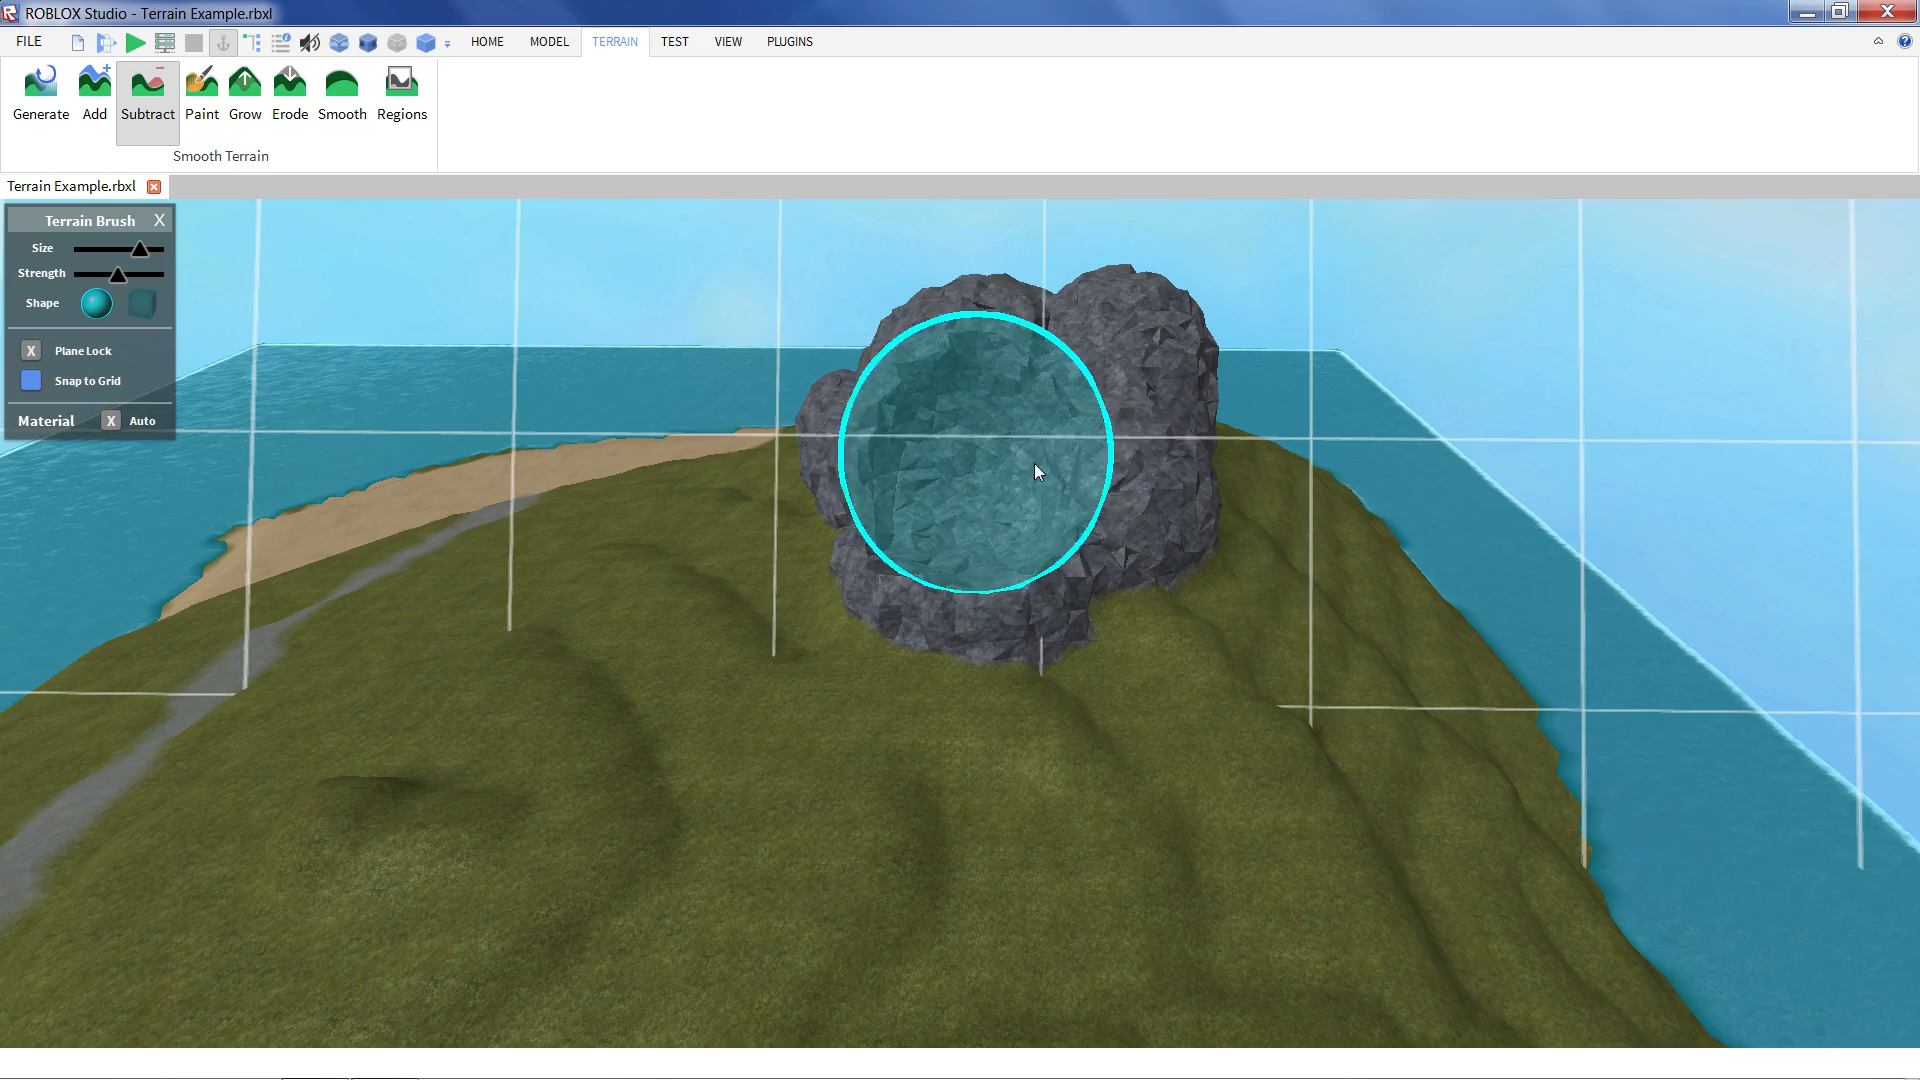 ROBLOX Studio - Terrain Example.rbxl
FILE HOME MODEL TERRAIN TEST VIEW PLUGINS
Generate Add Subtract Paint Grow Erode Smooth Regions
Smooth Terrain
Terrain Example.rbxl
Terrain Brush X
Size
Strength
Shape
X Plane Lock
Snap to Grid
Material X Auto